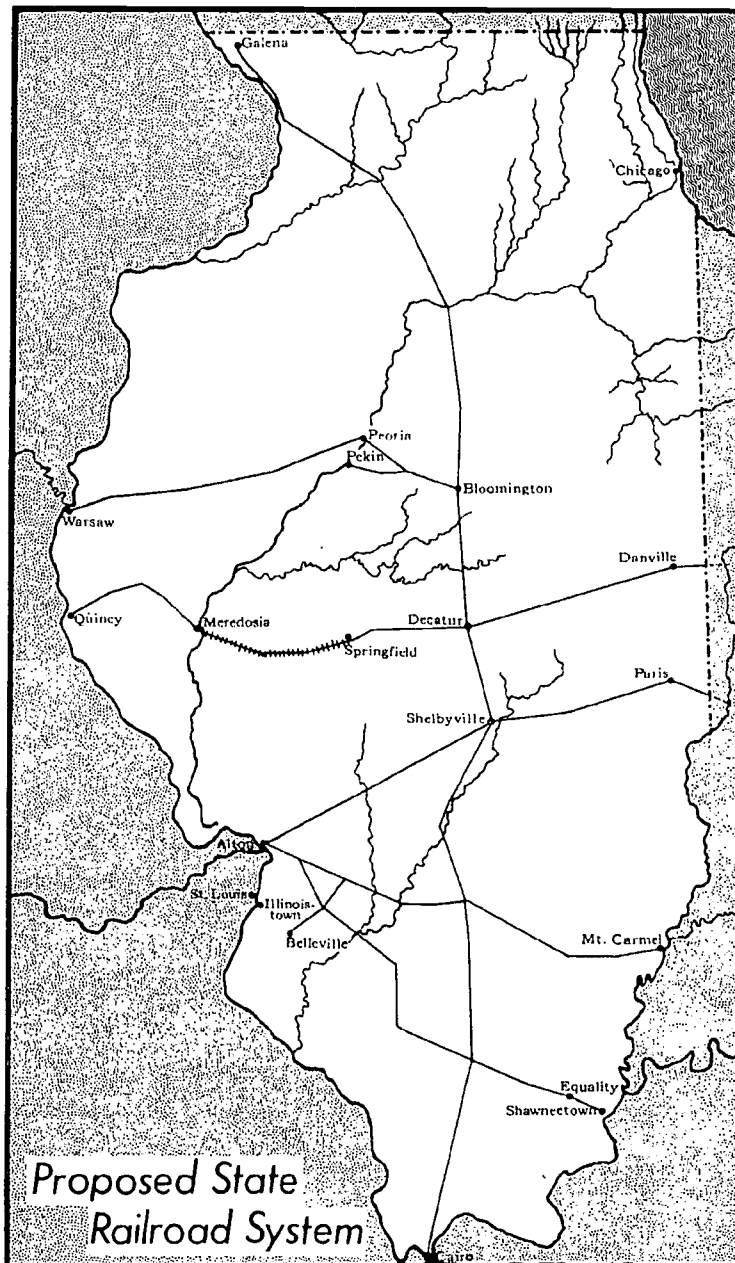 Galena
Chicago
Peoria
Pekin
Bloomington
Warsaw
Danville
Quincy
Meredosia
Decatur
Springfield
Paris
Shelbyville
Alton
St. Louis
Illinois-
town
Belleville
Mt. Carmel
Equality
Shawneetown
Proposed State
Railroad System
Cairo